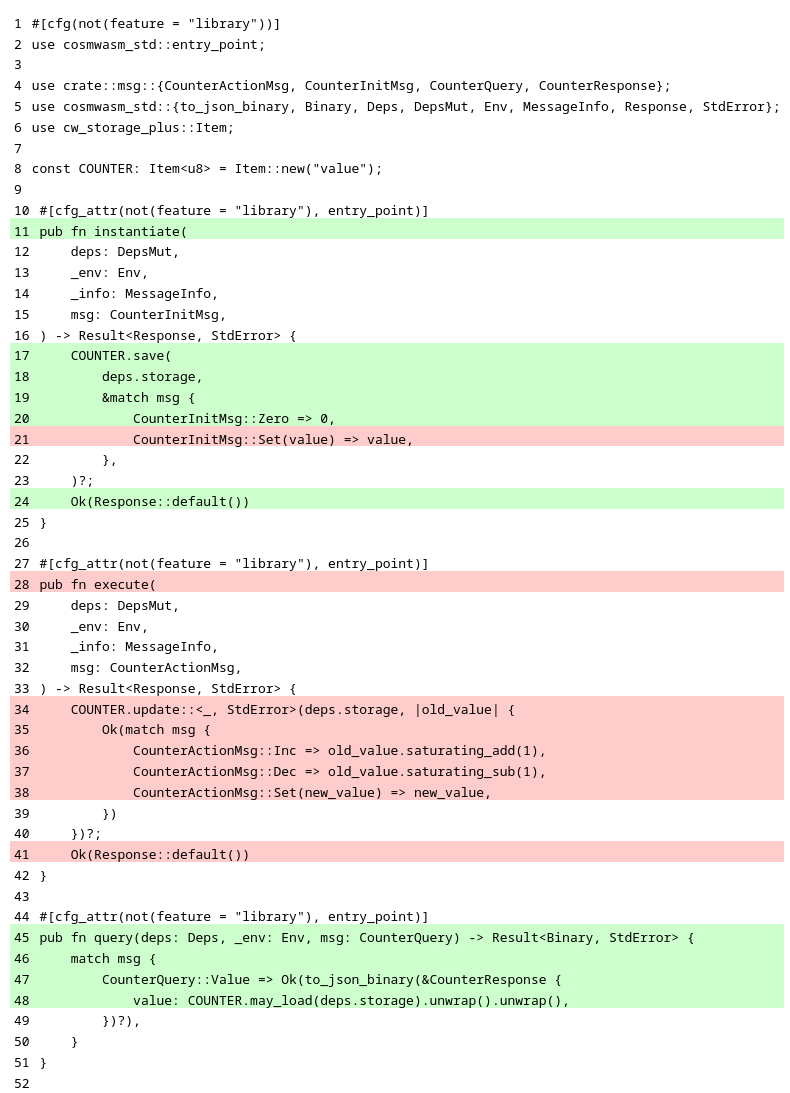 1 #[cfg(not(feature = "library"))]
2 use cosmwasm_std::entry_point;
3
4 use crate::msg::{CounterActionMsg, CounterInitMsg, CounterQuery, CounterResponse};
5 use cosmwasm_std::{to_json_binary, Binary, Deps, DepsMut, Env, MessageInfo, Response, StdError};
6 use cw_storage_plus::Item;
7
8 const COUNTER: Item<u8> = Item::new("value");
9
10 #[cfg_attr(not(feature = "library"), entry_point)]
11 pub fn instantiate(
12     deps: DepsMut,
13     _env: Env,
14     _info: MessageInfo,
15     msg: CounterInitMsg,
16 ) -> Result<Response, StdError> {
17     COUNTER.save(
18         deps.storage,
19         &match msg {
20             CounterInitMsg::Zero => 0,
21             CounterInitMsg::Set(value) => value,
22         },
23     )?;
24     Ok(Response::default())
25 }
26
27 #[cfg_attr(not(feature = "library"), entry_point)]
28 pub fn execute(
29     deps: DepsMut,
30     _env: Env,
31     _info: MessageInfo,
32     msg: CounterActionMsg,
33 ) -> Result<Response, StdError> {
34     COUNTER.update::<_, StdError>(deps.storage, |old_value| {
35         Ok(match msg {
36             CounterActionMsg::Inc => old_value.saturating_add(1),
37             CounterActionMsg::Dec => old_value.saturating_sub(1),
38             CounterActionMsg::Set(new_value) => new_value,
39         })
40     })?;
41     Ok(Response::default())
42 }
43
44 #[cfg_attr(not(feature = "library"), entry_point)]
45 pub fn query(deps: Deps, _env: Env, msg: CounterQuery) -> Result<Binary, StdError> {
46     match msg {
47         CounterQuery::Value => Ok(to_json_binary(&CounterResponse {
48             value: COUNTER.may_load(deps.storage).unwrap().unwrap(),
49         })?),
50     }
51 }
52